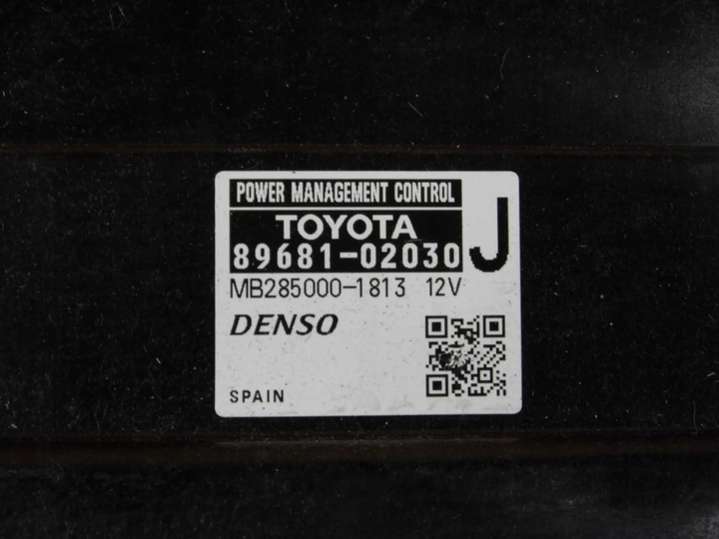 POWER MANAGEMENT CONTROL
TOYOTA
89681-02030
J
MB285000-1813 12V
DENSO
SPAIN